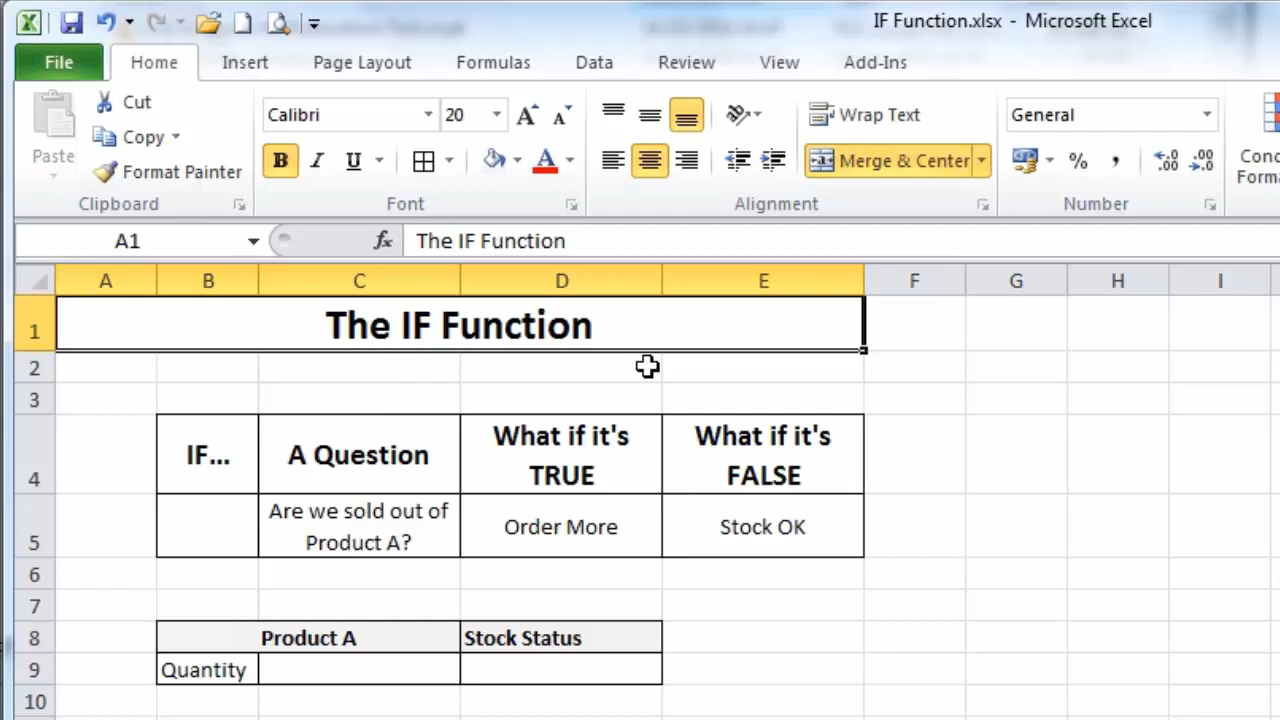 IF Function.xlsx - Microsoft Excel
File Home Insert Page Layout Formulas Data Review View Add-Ins
Cut
Calibri 20 Wrap Text General
Copy
Paste
Format Painter
B I U A Merge & Center % ,
Clipboard Font Alignment Number
A1 fx The IF Function
A B C D E F G H I
1 The IF Function
2
3
4 IF... A Question What if it's TRUE What if it's FALSE
5 Are we sold out of Product A? Order More Stock OK
6
7
8 Product A Stock Status
9 Quantity
10